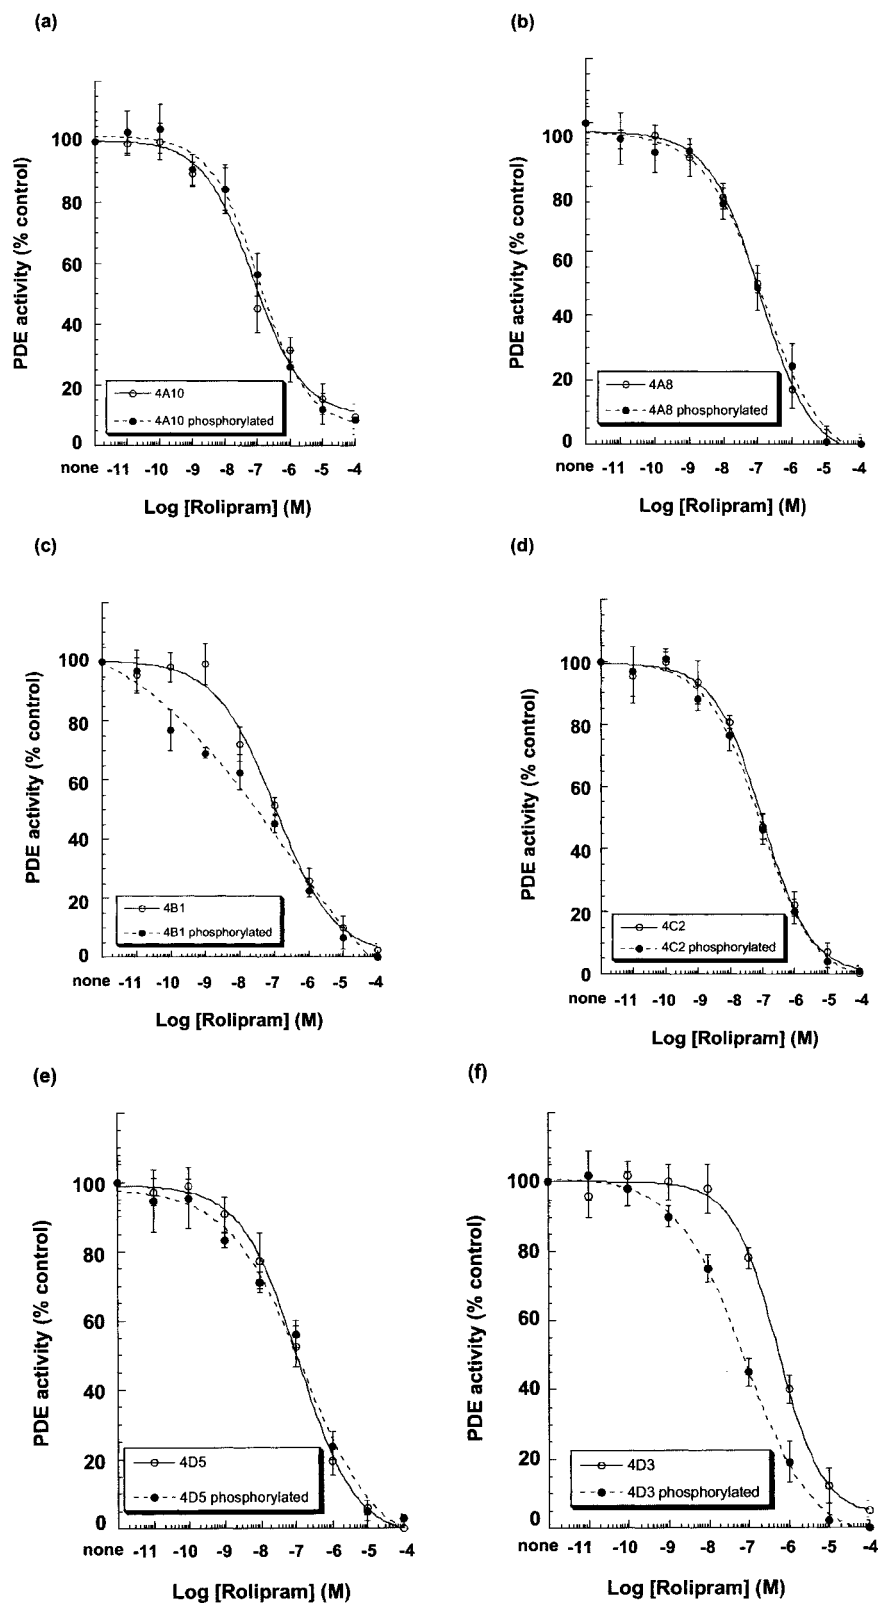 (a)
PDE activity (% control)
100
80
60
40
20
0
4A10
4A10 phosphorylated
none -11 -10 -9 -8 -7 -6 -5 -4
Log [Rolipram] (M)
(b)
PDE activity (% control)
100
80
60
40
20
0
4A8
4A8 phosphorylated
none -11 -10 -9 -8 -7 -6 -5 -4
Log [Rolipram] (M)
(c)
PDE activity (% control)
100
80
60
40
20
0
4B1
4B1 phosphorylated
none -11 -10 -9 -8 -7 -6 -5 -4
Log [Rolipram] (M)
(d)
PDE activity (% control)
100
80
60
40
20
0
4C2
4C2 phosphorylated
none -11 -10 -9 -8 -7 -6 -5 -4
Log [Rolipram] (M)
(e)
PDE activity (% control)
100
80
60
40
20
0
4D5
4D5 phosphorylated
none -11 -10 -9 -8 -7 -6 -5 -4
Log [Rolipram] (M)
(f)
PDE activity (% control)
100
80
60
40
20
0
4D3
4D3 phosphorylated
none -11 -10 -9 -8 -7 -6 -5 -4
Log [Rolipram] (M)